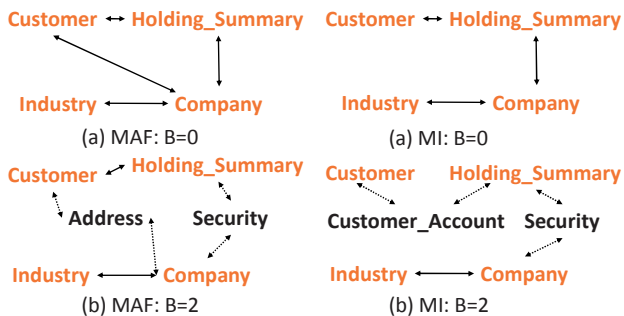 Customer Holding_Summary
Industry Company
(a) MAF: B=0
Customer Holding_Summary
Industry Company
(a) MI: B=0
Customer Holding_Summary
Address Security
Industry Company
(b) MAF: B=2
Customer Holding_Summary
Customer_Account Security
Industry Company
(b) MI: B=2